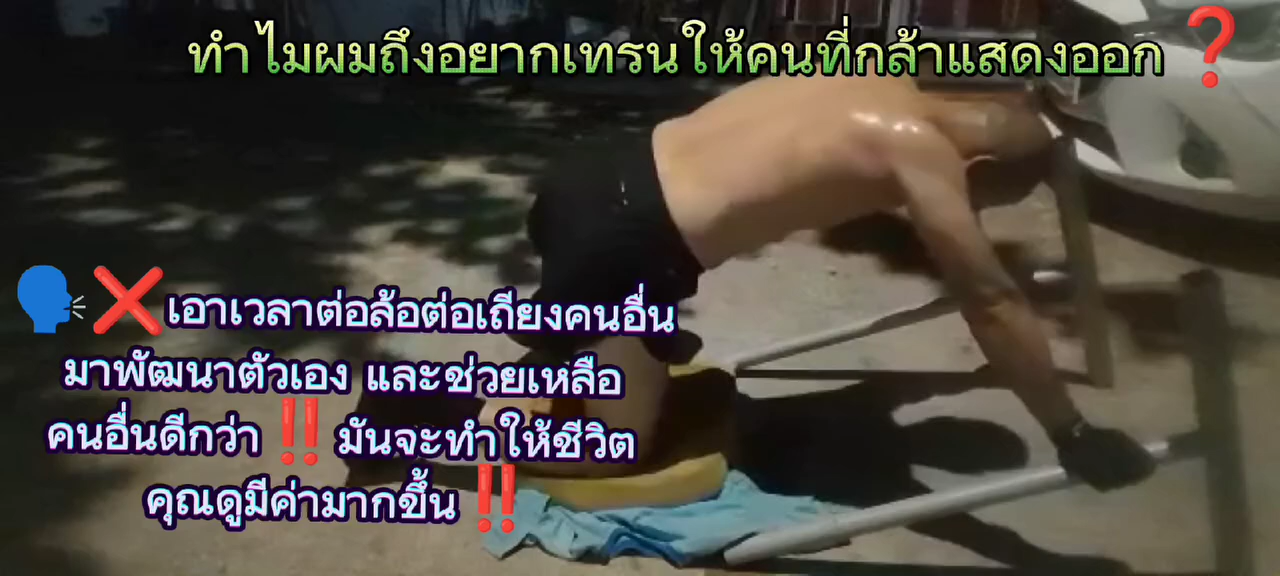 ทำไมผมถึงอยากเทรนให้คนที่กล้าแสดงออก❓
🗣❌เอาเวลาต่อล้อต่อเถียงคนอื่น
มาพัฒนาตัวเอง และช่วยเหลือ
คนอื่นดีกว่า‼️มันจะทำให้ชีวิต
คุณดูมีค่ามากขึ้น‼️